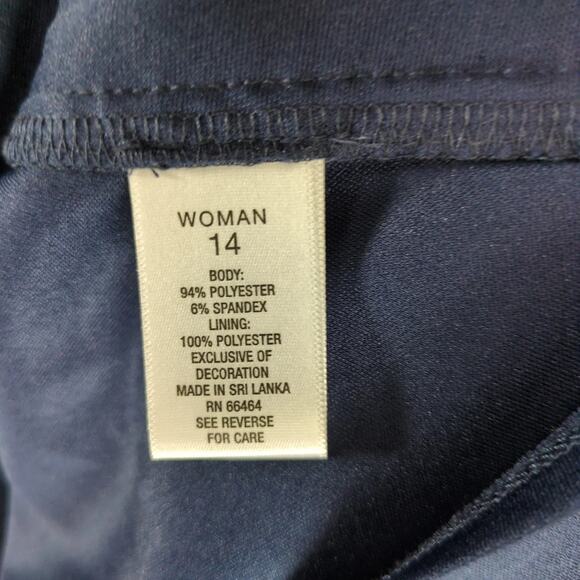 WOMAN
14
BODY:
94% POLYESTER
6% SPANDEX
LINING:
100% POLYESTER
EXCLUSIVE OF
DECORATION
MADE IN SRI LANKA
RN 66464
SEE REVERSE
FOR CARE